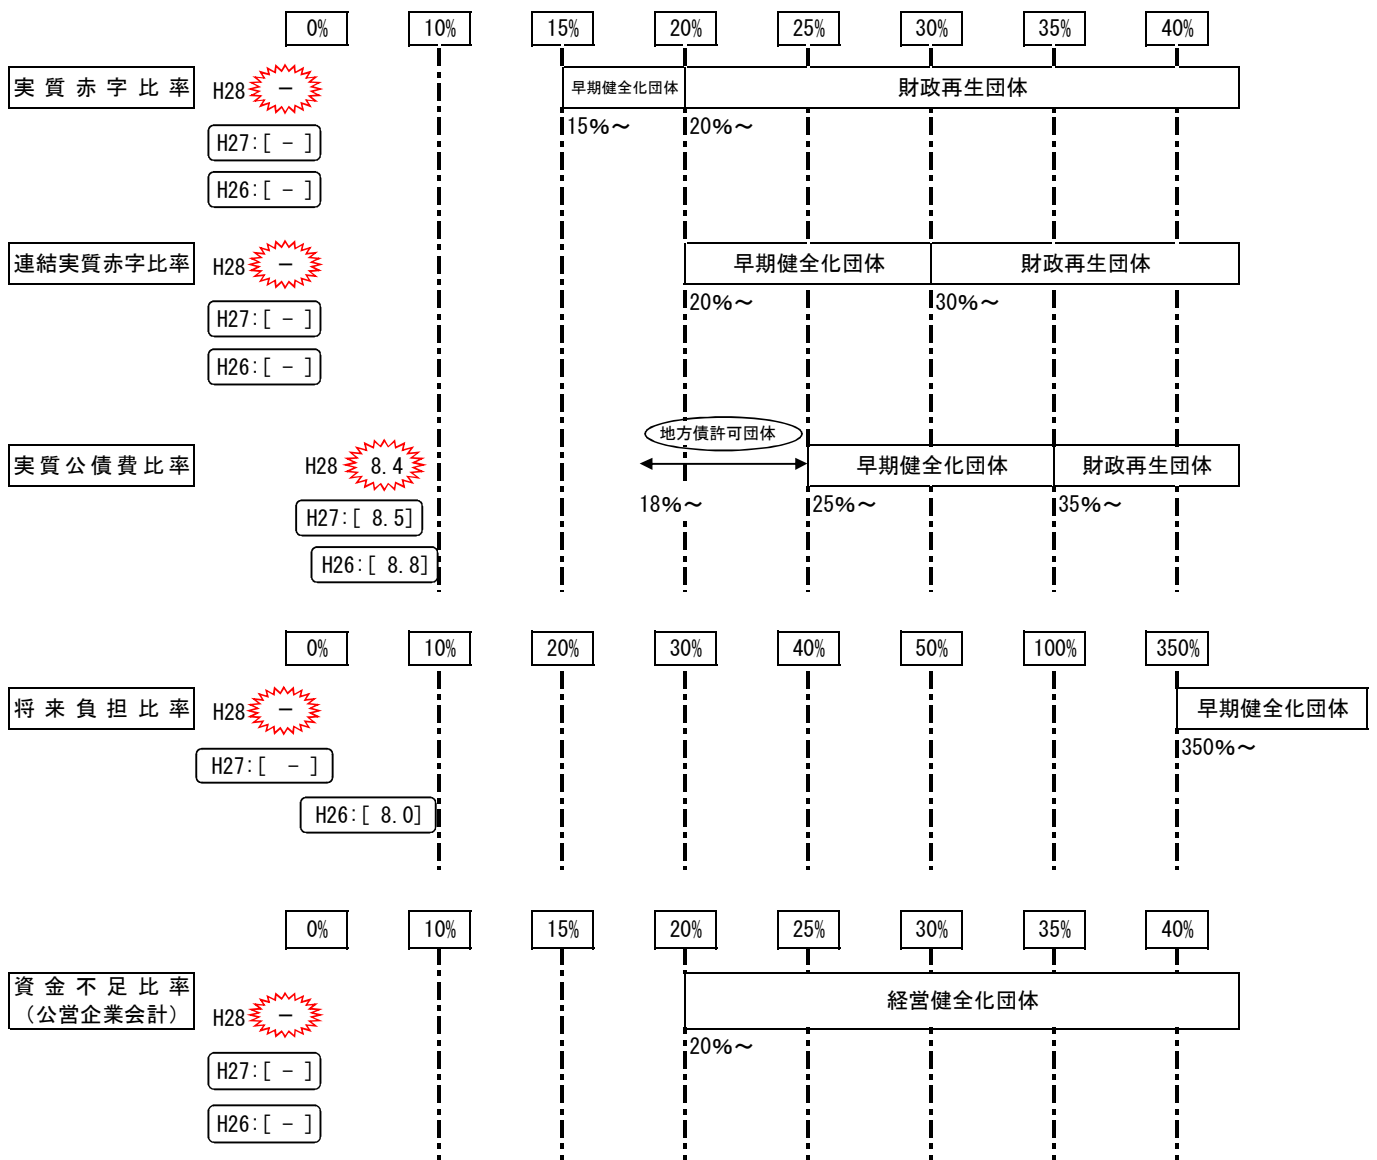 0% 10% 15% 20% 25% 30% 35% 40%
実質赤字比率 H28 － 早期健全化団体 財政再生団体
15%～ 20%～
H27:[ － ]
H26:[ － ]
連結実質赤字比率 H28 － 早期健全化団体 財政再生団体
20%～ 30%～
H27:[ － ]
H26:[ － ]
地方債許可団体
実質公債費比率 H28 8.4 早期健全化団体 財政再生団体
18%～ 25%～ 35%～
H27:[ 8.5]
H26:[ 8.8]
0% 10% 20% 30% 40% 50% 100% 350%
将来負担比率 H28 － 早期健全化団体
350%～
H27:[ － ]
H26:[ 8.0]
0% 10% 15% 20% 25% 30% 35% 40%
資金不足比率
（公営企業会計） H28 － 経営健全化団体
20%～
H27:[ － ]
H26:[ － ]